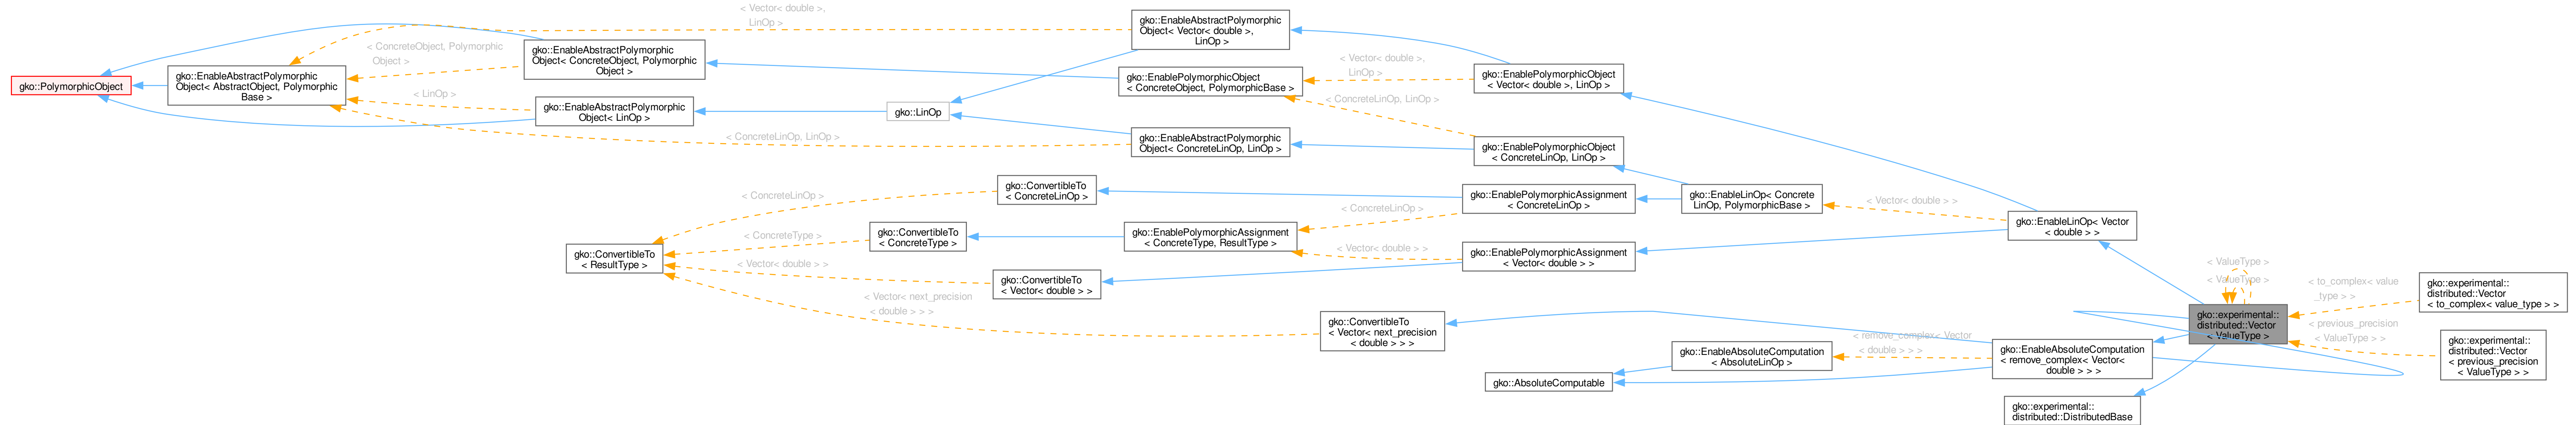 gko::PolymorphicObject
gko::EnableAbstractPolymorphic
Object< AbstractObject, Polymorphic
Base >
< Vector< double >,
LinOp >
< ConcreteObject, Polymorphic
Object >
< LinOp >
< ConcreteLinOp, LinOp >
gko::EnableAbstractPolymorphic
Object< ConcreteObject, Polymorphic
Object >
gko::EnableAbstractPolymorphic
Object< LinOp >
gko::LinOp
gko::EnableAbstractPolymorphic
Object< Vector< double >,
LinOp >
gko::EnablePolymorphicObject
< ConcreteObject, PolymorphicBase >
gko::EnableAbstractPolymorphic
Object< ConcreteLinOp, LinOp >
< Vector< double >,
LinOp >
< ConcreteLinOp, LinOp >
gko::EnablePolymorphicObject
< Vector< double >, LinOp >
gko::EnablePolymorphicObject
< ConcreteLinOp, LinOp >
gko::ConvertibleTo
< ResultType >
< ConcreteLinOp >
< ConcreteType >
< Vector< double > >
< Vector< next_precision
< double > > >
gko::ConvertibleTo
< ConcreteLinOp >
gko::ConvertibleTo
< ConcreteType >
gko::ConvertibleTo
< Vector< double > >
gko::EnablePolymorphicAssignment
< ConcreteType, ResultType >
< ConcreteLinOp >
< Vector< double > >
gko::EnablePolymorphicAssignment
< ConcreteLinOp >
gko::EnablePolymorphicAssignment
< Vector< double > >
gko::EnableLinOp< Concrete
LinOp, PolymorphicBase >
< Vector< double > >
gko::EnableLinOp< Vector
< double > >
gko::ConvertibleTo
< Vector< next_precision
< double > > >
gko::AbsoluteComputable
gko::EnableAbsoluteComputation
< AbsoluteLinOp >
< remove_complex< Vector
< double > > >
gko::EnableAbsoluteComputation
< remove_complex< Vector<
double > > >
gko::experimental::
distributed::DistributedBase
< ValueType >
< ValueType >
gko::experimental::
distributed::Vector
< ValueType >
< to_complex< value
_type > >
< previous_precision
< ValueType > >
gko::experimental::
distributed::Vector
< to_complex< value_type > >
gko::experimental::
distributed::Vector
< previous_precision
< ValueType > >